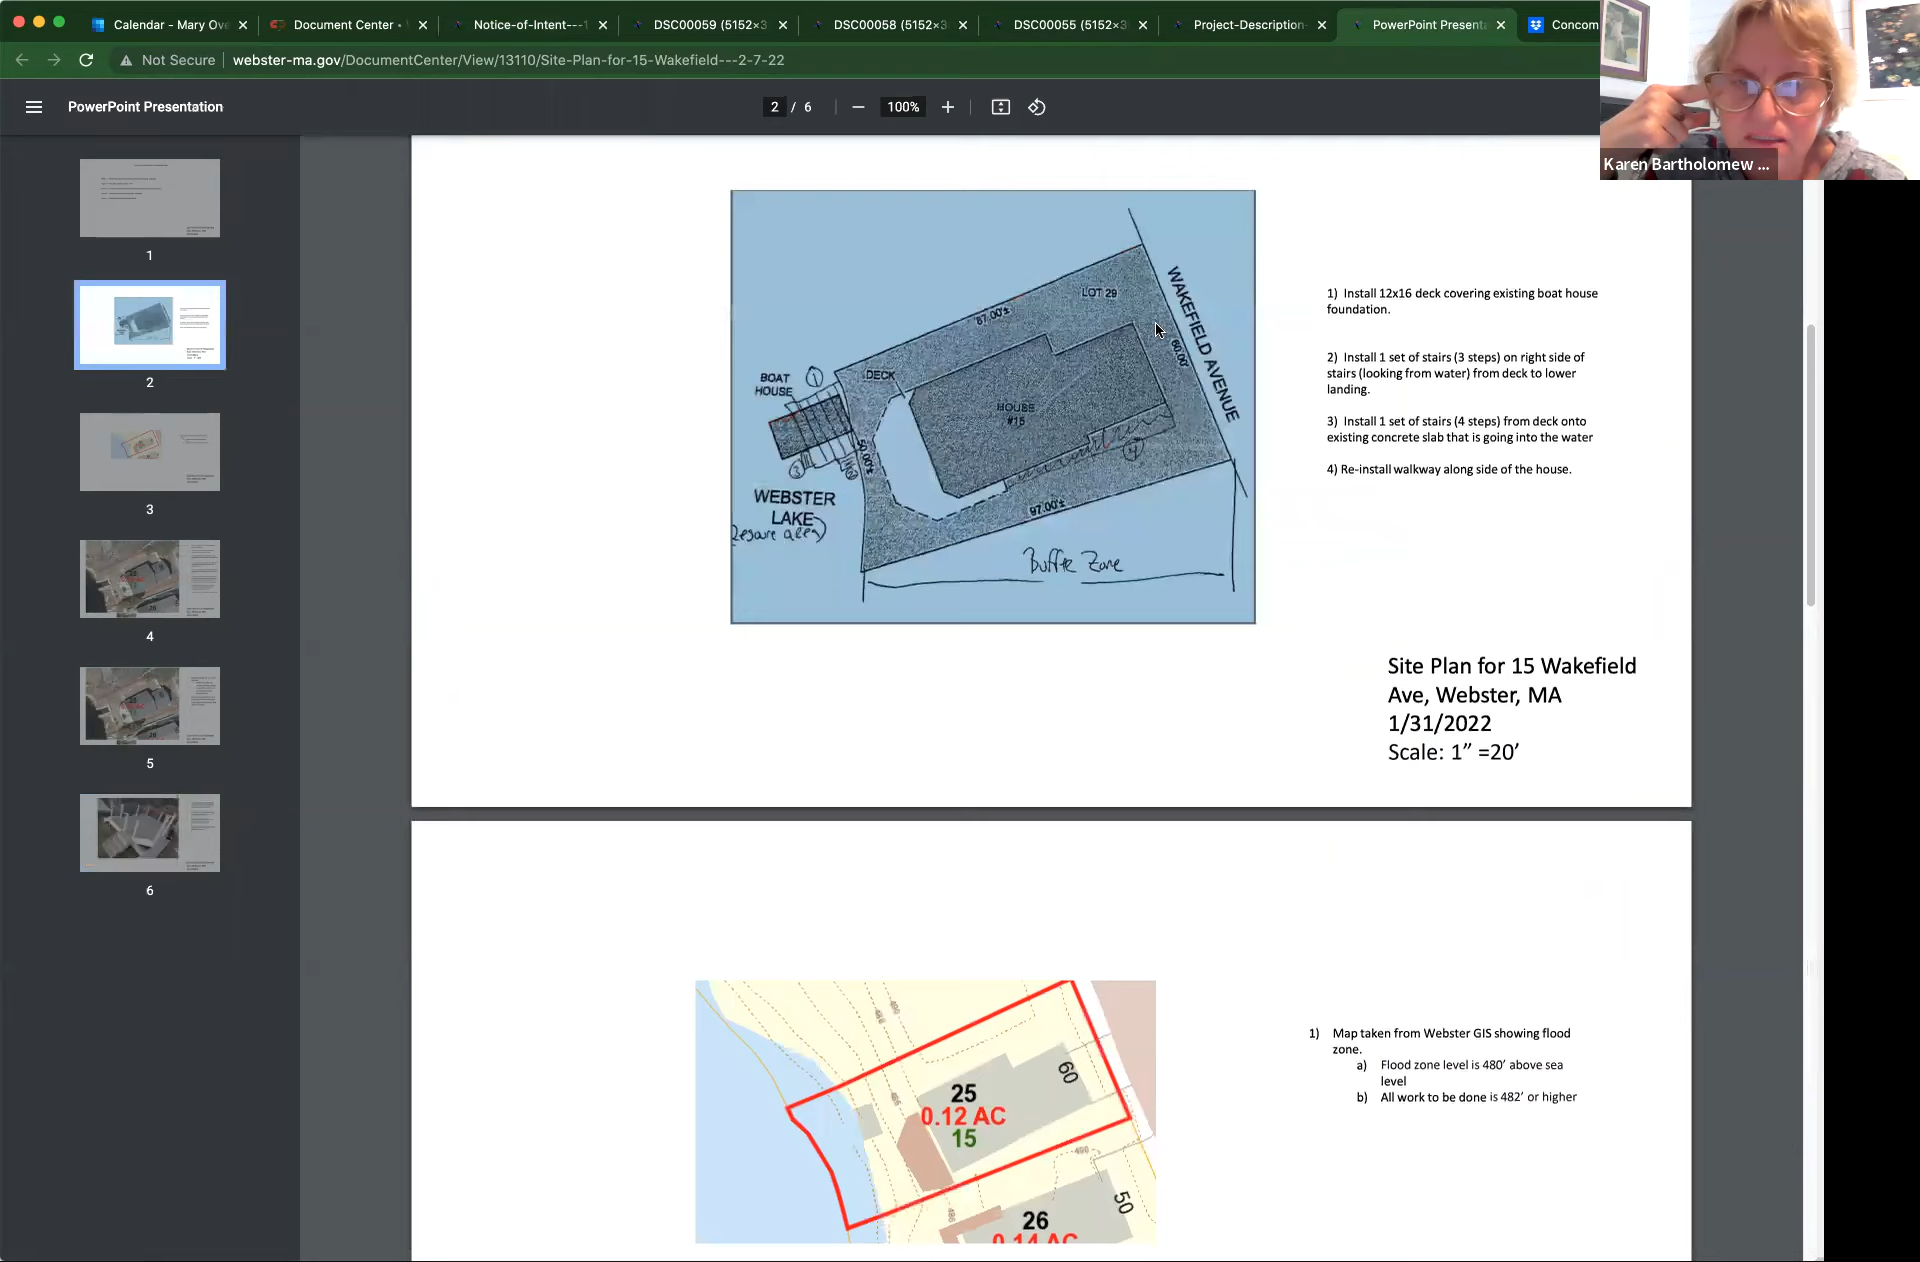 Calendar - Mary Ov
Document Center •
Notice-of-Intent---1
DSC00059 (5152×3
DSC00058 (5152×3
DSC00055 (5152×3
Project-Description-
PowerPoint Present
Concom
Not Secure
webster-ma.gov/DocumentCenter/View/13110/Site-Plan-for-15-Wakefield---2-7-22
PowerPoint Presentation
2 / 6
100%
Karen Bartholomew ...
1
2
3
4
5
6
LOT 29
87.00'±
WAKEFIELD AVENUE
60.00'
DECK
BOAT
HOUSE
1
HOUSE
#15
50.00'±
3
4
WEBSTER
LAKE
97.00'±
Zone
1) Install 12x16 deck covering existing boat house
foundation.
2) Install 1 set of stairs (3 steps) on right side of
stairs (looking from water) from deck to lower
landing.
3) Install 1 set of stairs (4 steps) from deck onto
existing concrete slab that is going into the water
4) Re-install walkway along side of the house.
Site Plan for 15 Wakefield
Ave, Webster, MA
1/31/2022
Scale: 1” =20’
25
0.12 AC
15
60
50
26
0.14 AC
486
496
1) Map taken from Webster GIS showing flood
zone.
a) Flood zone level is 480’ above sea
level
b) All work to be done is 482’ or higher